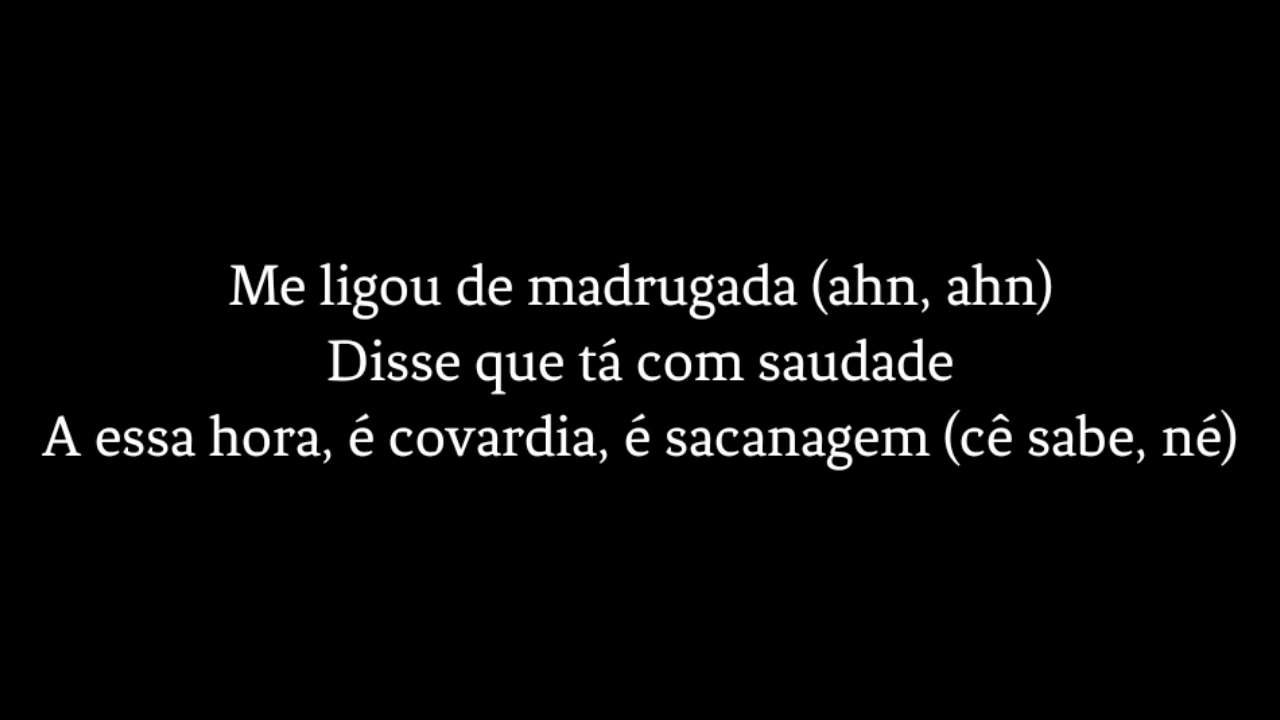 Me ligou de madrugada (ahn, ahn)
Disse que tá com saudade
A essa hora, é covardia, é sacanagem (cê sabe, né)